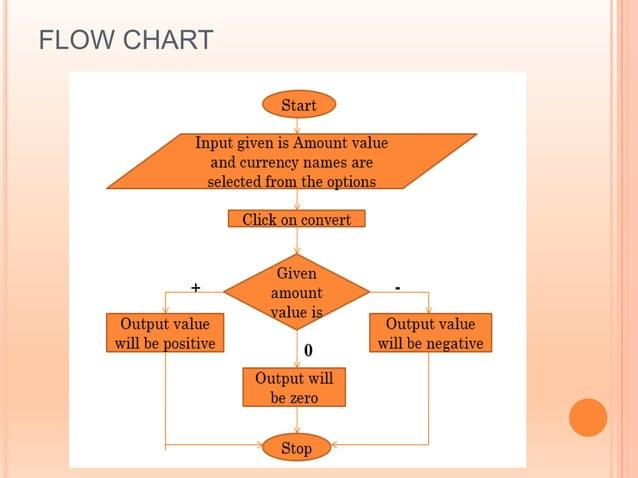 FLOW CHART
Start
Input given is Amount value
and currency names are
selected from the options
Click on convert
Given
amount
value is
+
-
0
Output value
will be positive
Output value
will be negative
Output will
be zero
Stop